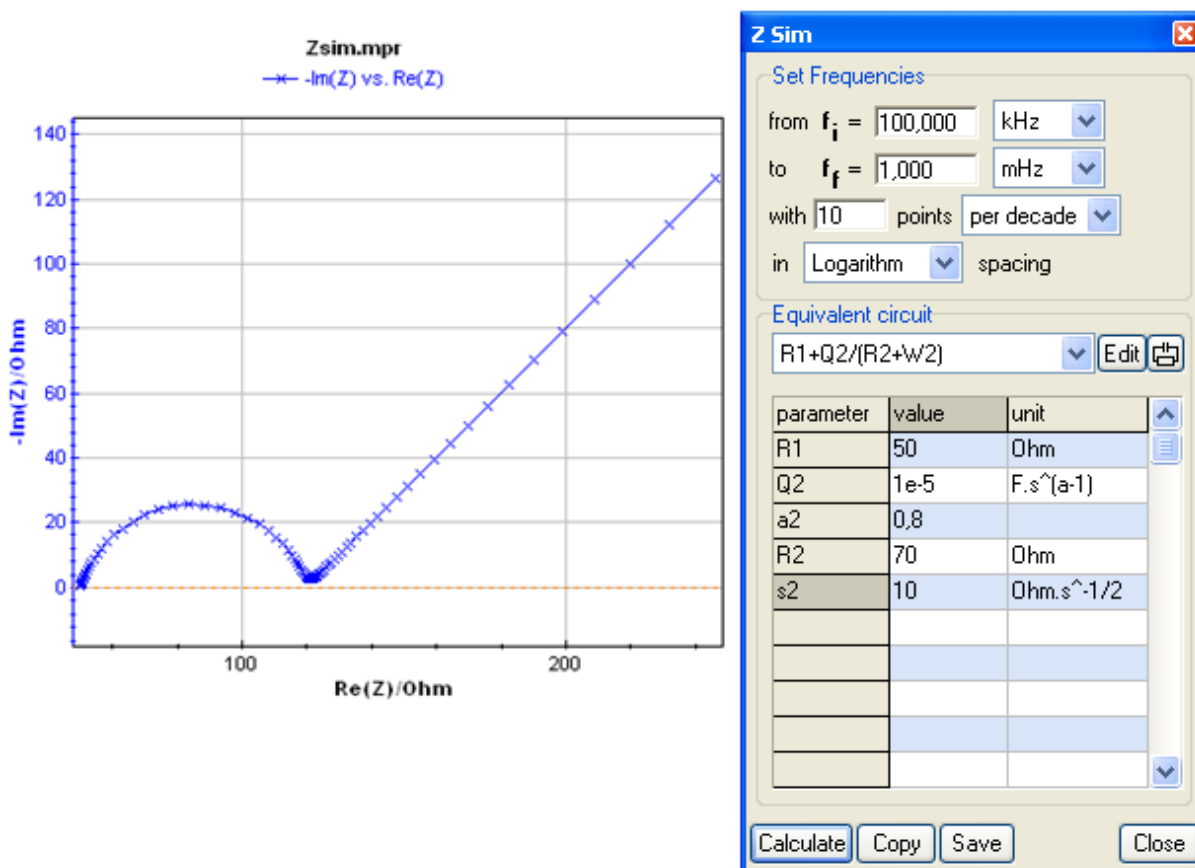 Zsim.mpr
-Im(Z) vs. Re(Z)
140
120
100
80
60
40
20
0
-Im(Z)/Ohm
100
200
Re(Z)/Ohm
Z Sim
Set Frequencies
from fi = 100,000 kHz
to ff = 1,000 mHz
with 10 points per decade
in Logarithm spacing
Equivalent circuit
R1+Q2/(R2+W2) Edit
parameter value unit
R1 50 Ohm
Q2 1e-5 F.s^(a-1)
a2 0,8
R2 70 Ohm
s2 10 Ohm.s^-1/2
Calculate Copy Save Close